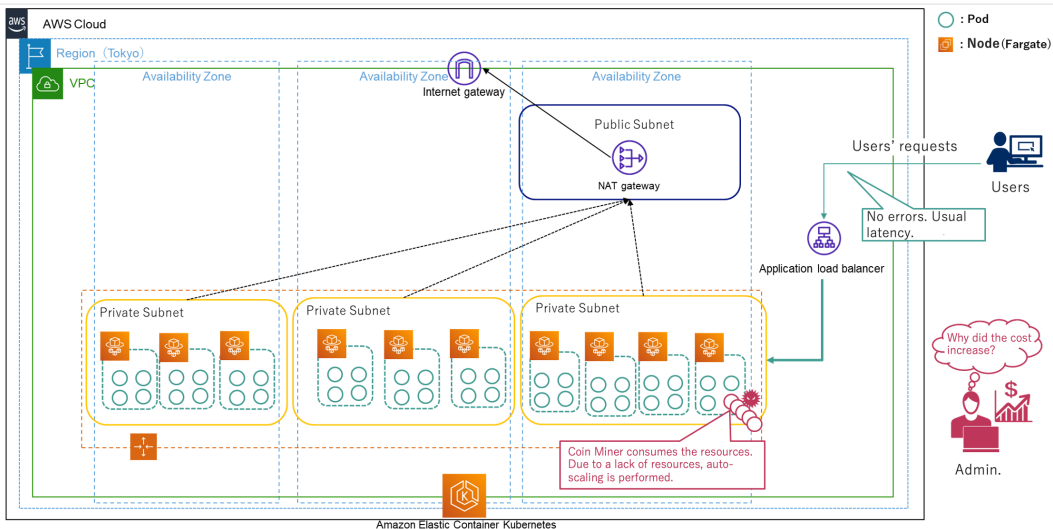 aws
AWS Cloud
Region（Tokyo）
VPC
Availability Zone
Availability Zone
Availability Zone
Internet gateway
Public Subnet
NAT gateway
: Pod
: Node(Fargate)
Users' requests
Users
No errors. Usual
latency.
Application load balancer
Private Subnet
Private Subnet
Private Subnet
Why did the cost
increase?
$
Admin.
Coin Miner consumes the resources.
Due to a lack of resources, auto-
scaling is performed.
K
Amazon Elastic Container Kubernetes